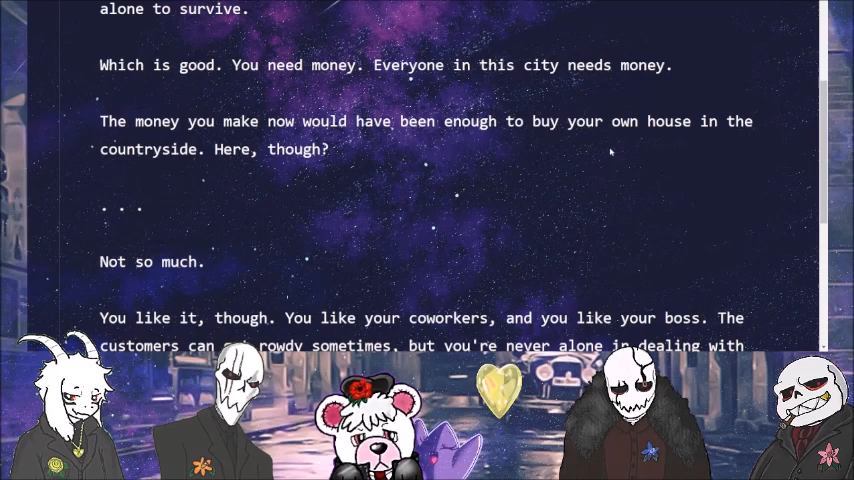 alone to survive.
Which is good. You need money. Everyone in this city needs money.
The money you make now would have been enough to buy your own house in the
countryside. Here, though?
. . .
Not so much.
You like it, though. You like your coworkers, and you like your boss. The
customers can rowdy sometimes, but you're never alone in dealing with